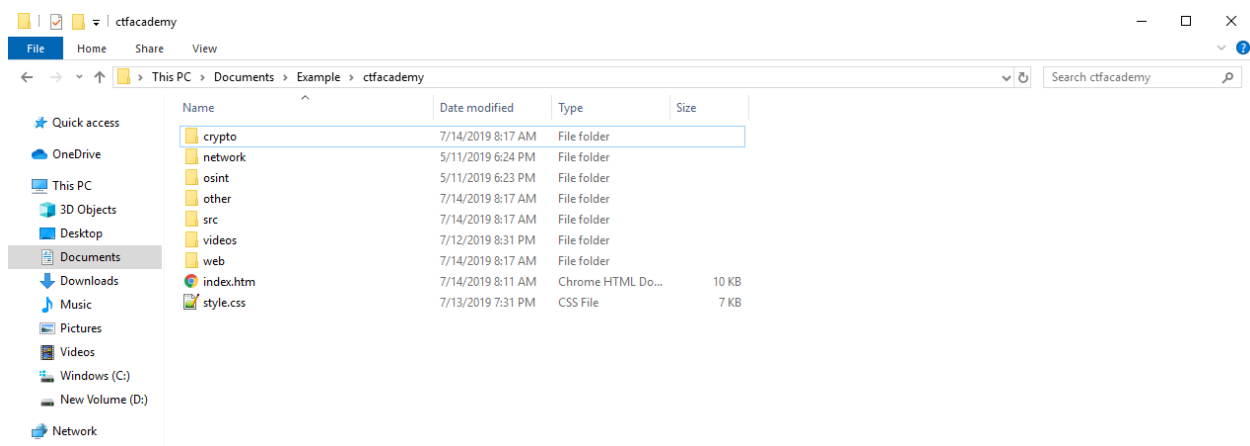 ctfacademy
File Home Share View
This PC Documents Example ctfacademy Search ctfacademy
Name Date modified Type Size
Quick access
OneDrive
This PC
3D Objects
Desktop
Documents
Downloads
Music
Pictures
Videos
Windows (C:)
New Volume (D:)
Network
crypto 7/14/2019 8:17 AM File folder
network 5/11/2019 6:24 PM File folder
osint 5/11/2019 6:23 PM File folder
other 7/14/2019 8:17 AM File folder
src 7/14/2019 8:17 AM File folder
videos 7/12/2019 8:31 PM File folder
web 7/14/2019 8:17 AM File folder
index.htm 7/14/2019 8:11 AM Chrome HTML Do... 10 KB
style.css 7/13/2019 7:31 PM CSS File 7 KB